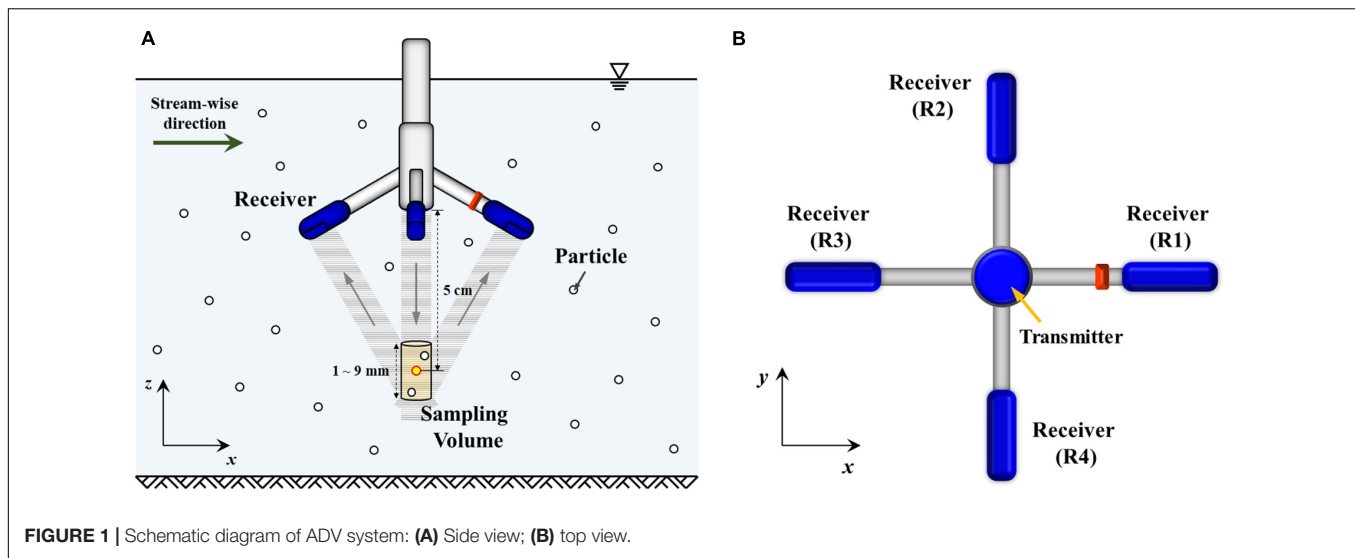 A
Stream-wise
direction
Receiver
Particle
5 cm
1 ~ 9 mm
Sampling
Volume
z
x
B
Receiver
(R2)
Receiver
(R3)
Receiver
(R1)
Transmitter
Receiver
(R4)
y
x
FIGURE 1 | Schematic diagram of ADV system: (A) Side view; (B) top view.